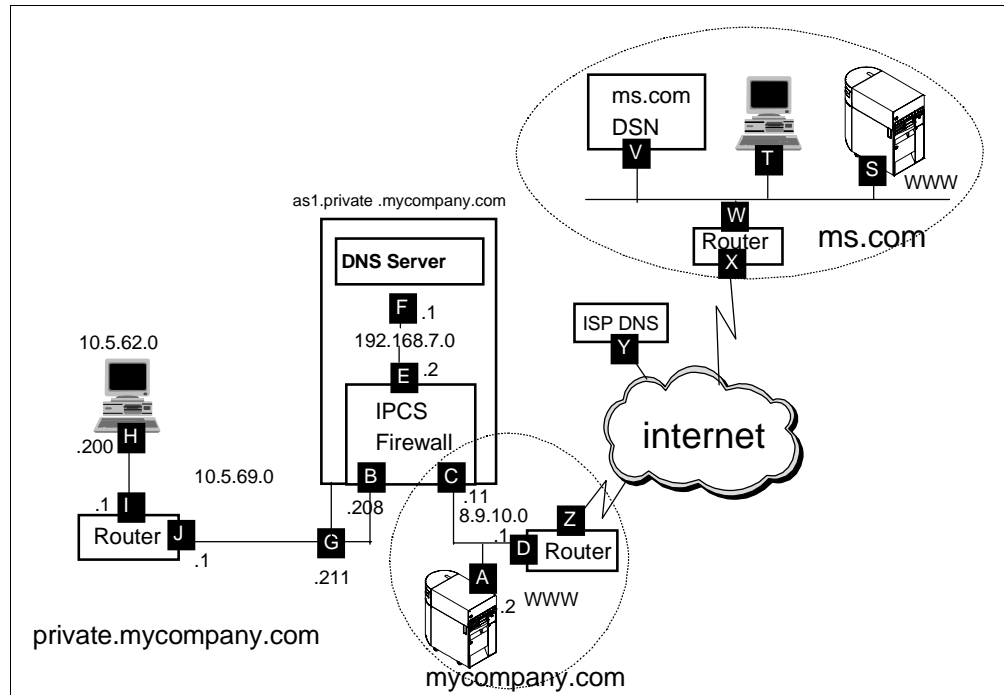 ms.com
DSN
V
T
S
WWW
W
Router
X
ms.com
as1.private .mycompany.com
DNS Server
F
.1
192.168.7.0
E
.2
IPCS
Firewall
B
C
.208
.11
8.9.10.0
.1
ISP DNS
Y
internet
Z
D
Router
10.5.62.0
H
.200
10.5.69.0
.1
I
Router
J
.1
G
.211
A
.2
WWW
private.mycompany.com
mycompany.com